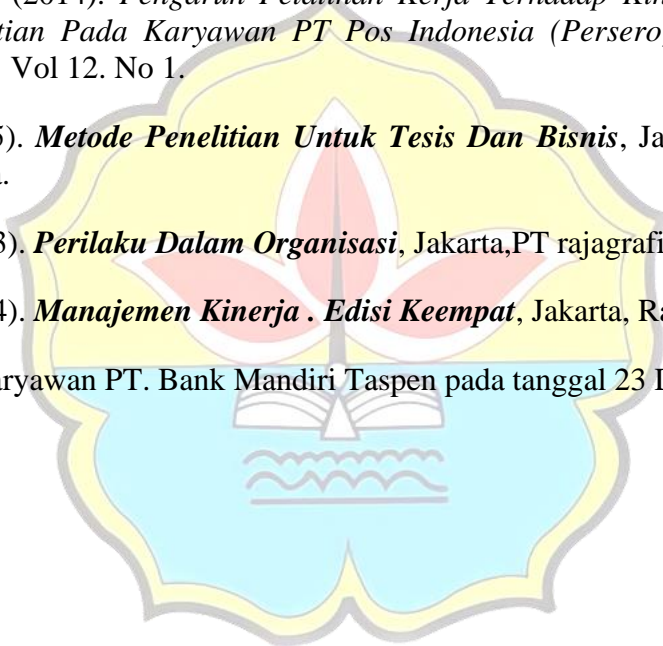 (2014). Pengaruh Pelatihan Kerja Terhadap Kin
tian Pada Karyawan PT Pos Indonesia (Persero
Vol 12. No 1.
5). Metode Penelitian Untuk Tesis Dan Bisnis, Ja
a.
3). Perilaku Dalam Organisasi, Jakarta,PT rajagrafi
4). Manajemen Kinerja . Edisi Keempat, Jakarta, Ra
aryawan PT. Bank Mandiri Taspen pada tanggal 23 D